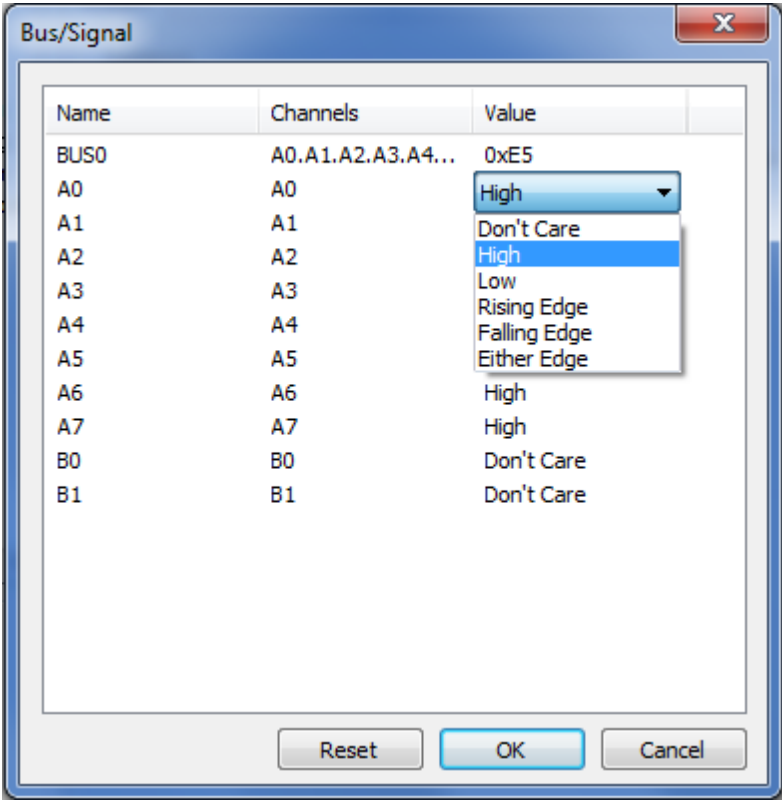 Bus/Signal
Name Channels Value
BUS0 A0.A1.A2.A3.A4... 0xE5
A0 A0 High
A1 A1 Don't Care
A2 A2 High
A3 A3 Low
A4 A4 Rising Edge
A5 A5 Falling Edge
Either Edge
A6 A6 High
A7 A7 High
B0 B0 Don't Care
B1 B1 Don't Care
Reset OK Cancel